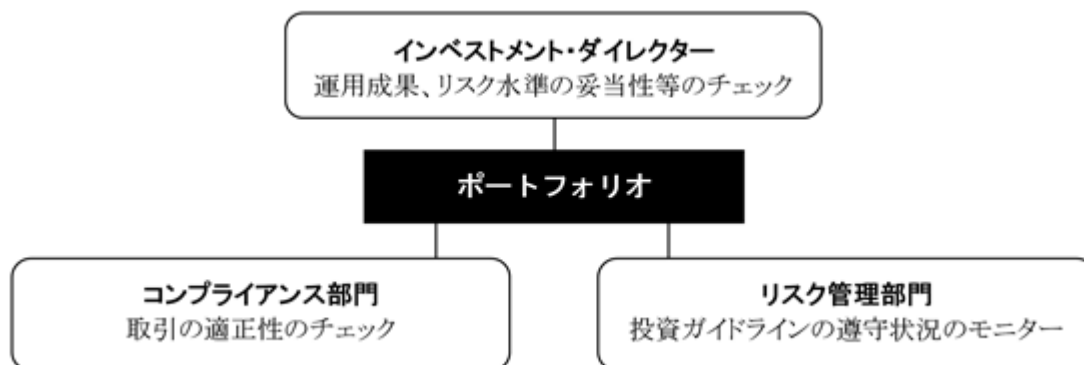 インベストメント・ダイレクター
運用成果、リスク水準の妥当性等のチェック
ポートフォリオ
コンプライアンス部門
取引の適正性のチェック
リスク管理部門
投資ガイドラインの遵守状況のモニター